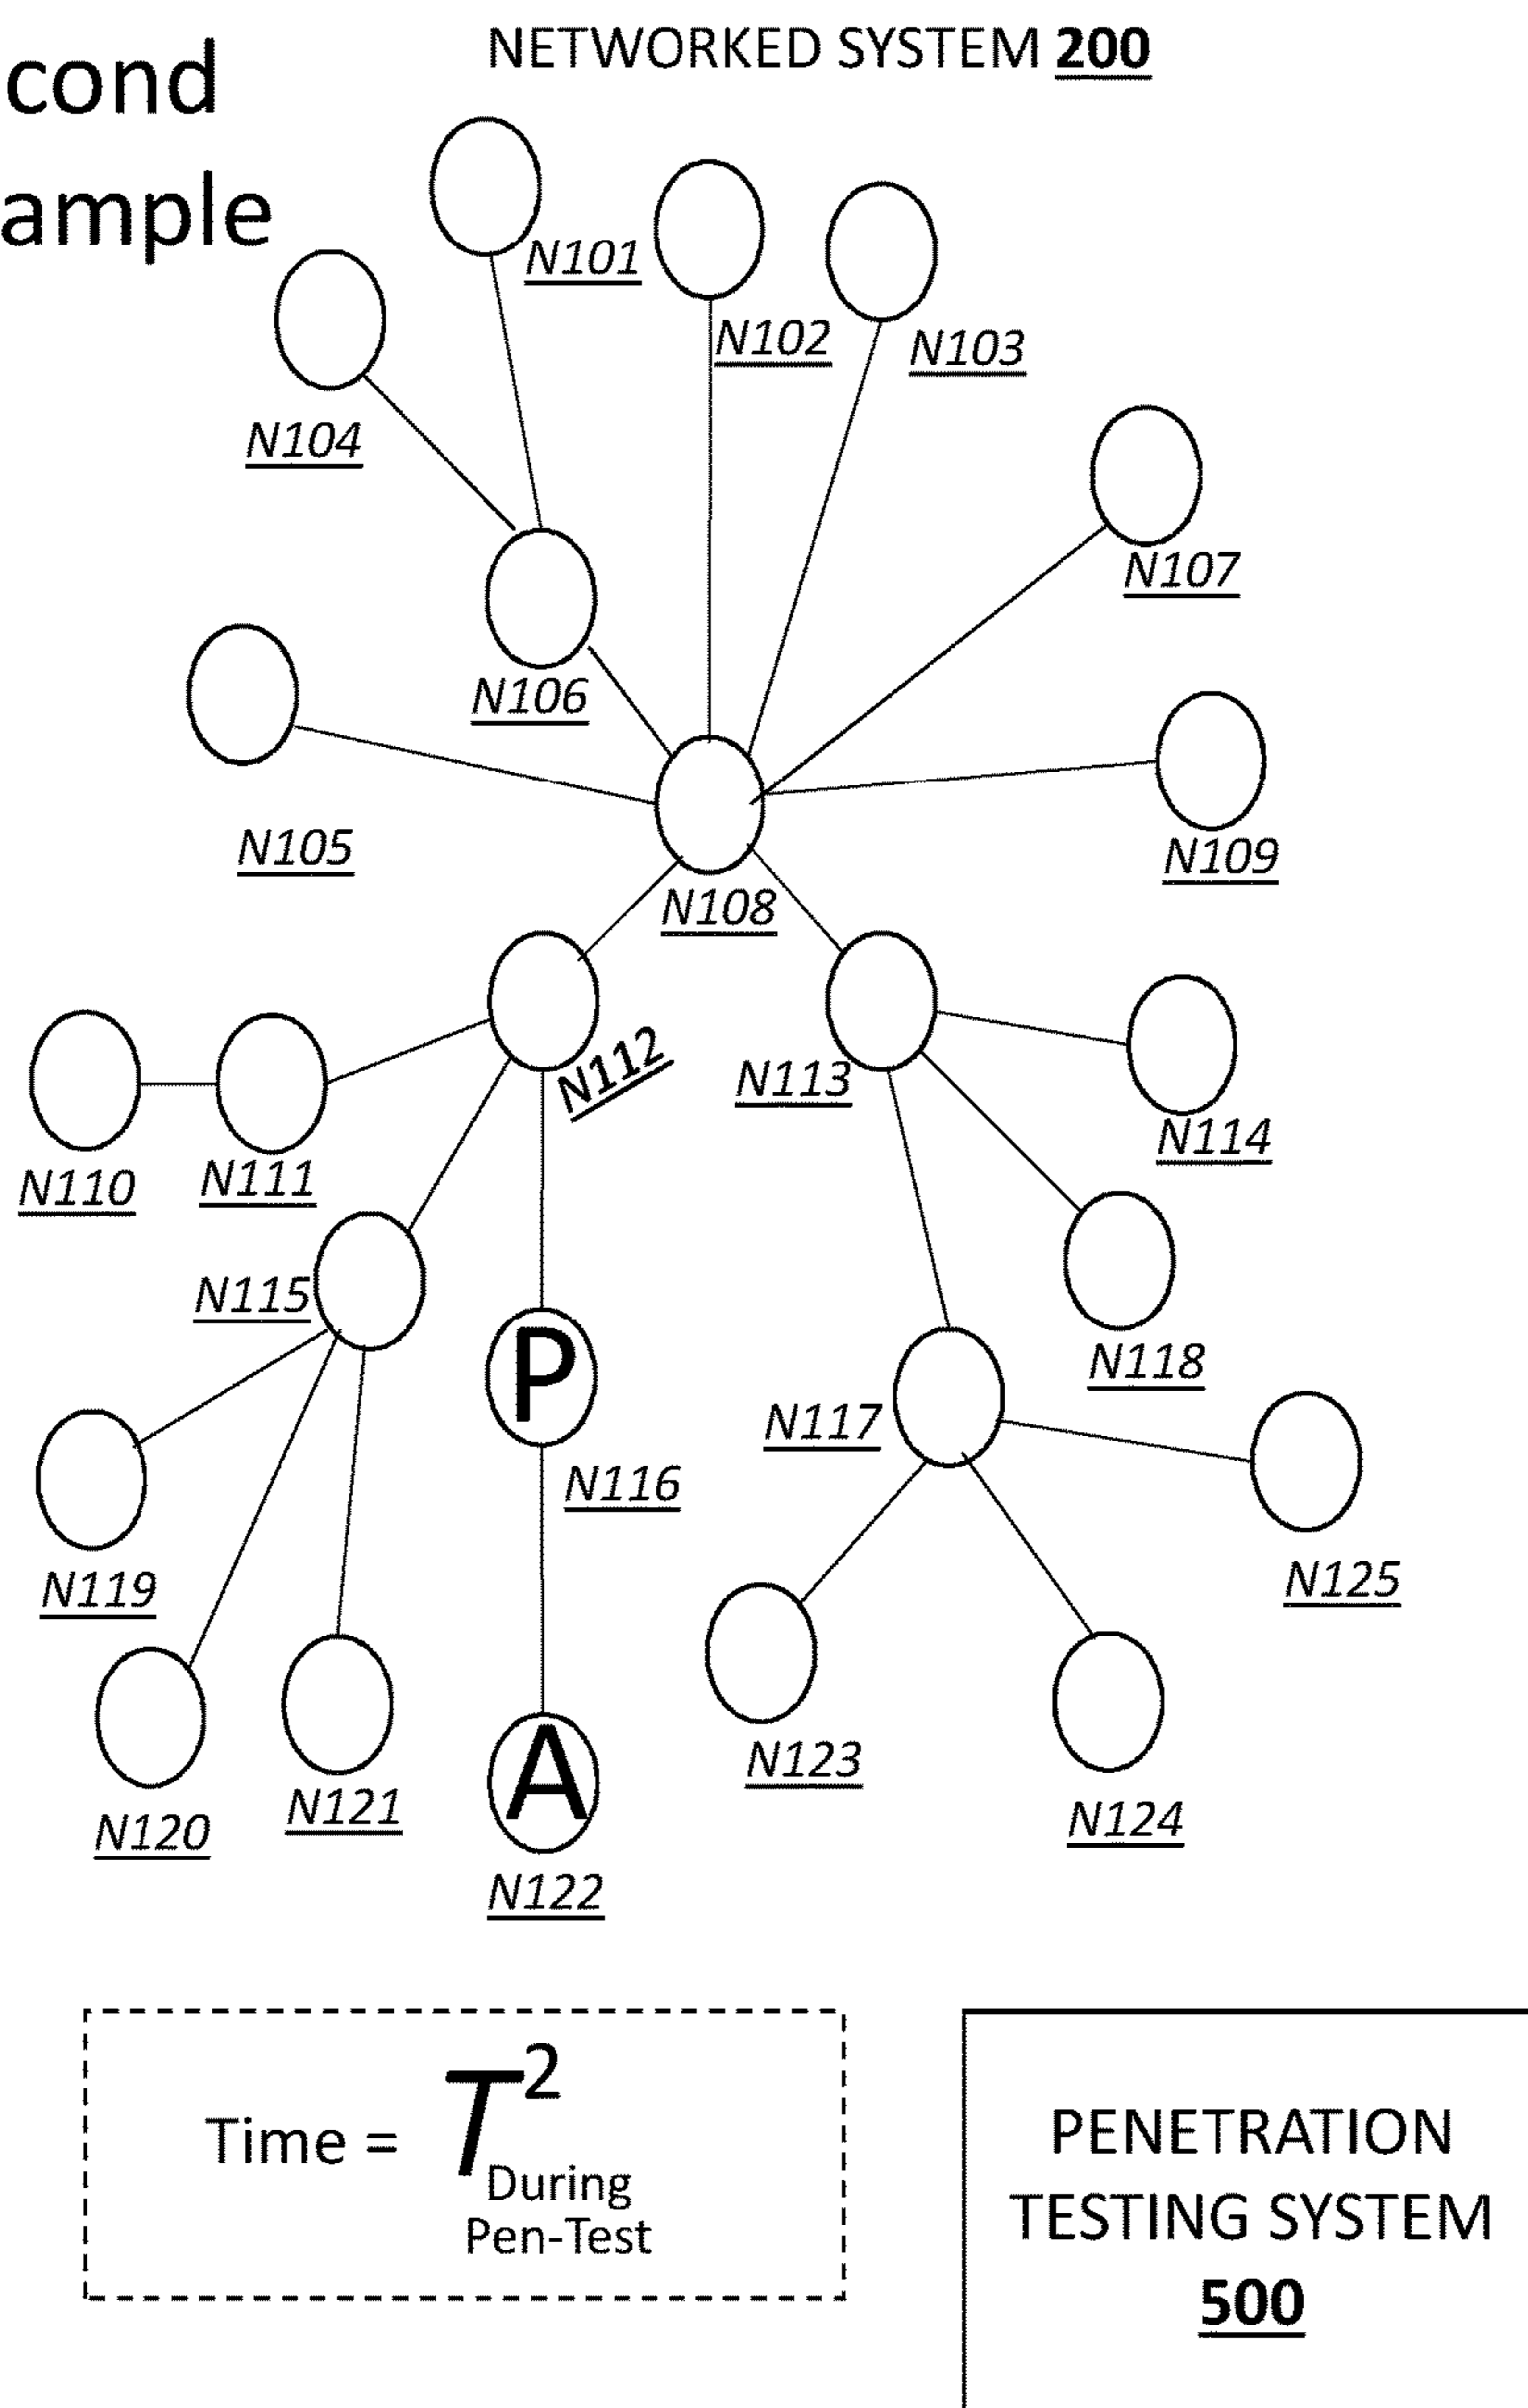 NETWORKED SYSTEM 200
cond
ample
N101
N102
N103
N104
N107
N106
N105
N109
N108
N112
N113
N114
N110
N111
N115
P
N118
N117
N116
N119
N125
A
N123
N121
N124
N120
N122
Time = T2
During
Pen-Test
PENETRATION
TESTING SYSTEM
500